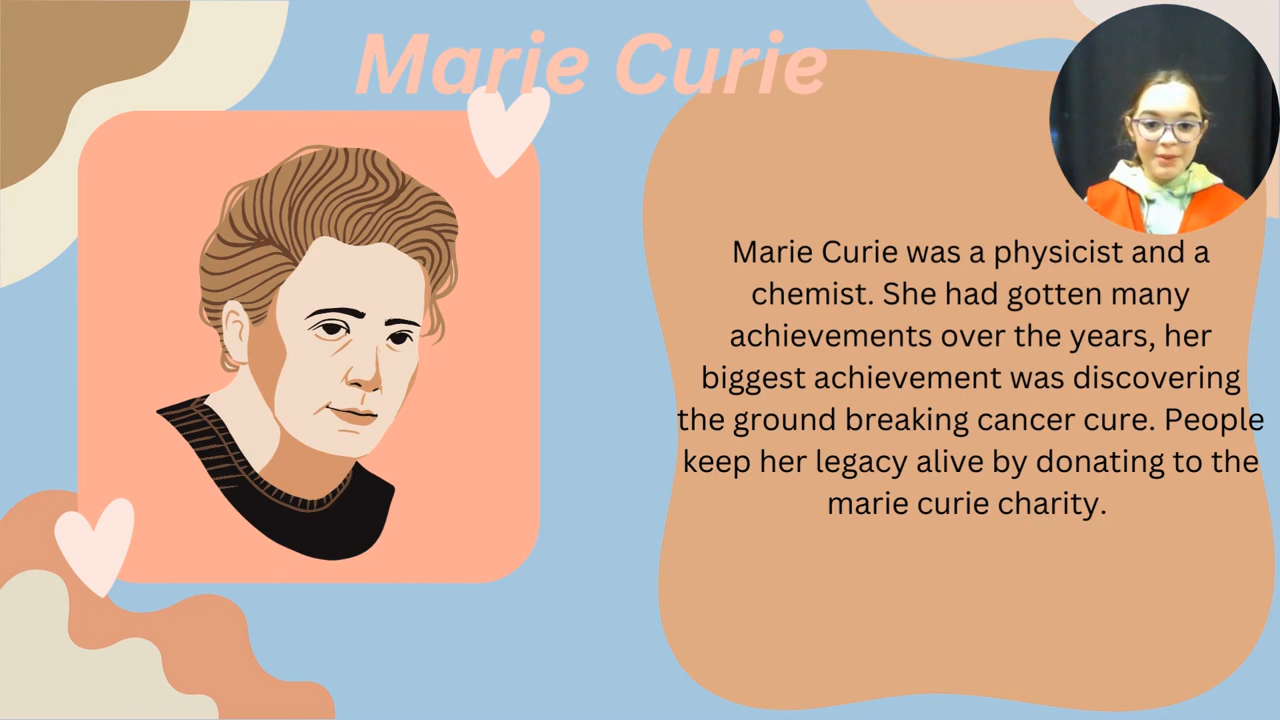 Marie Curie
Marie Curie was a physicist and a
chemist. She had gotten many
achievements over the years, her
biggest achievement was discovering
the ground breaking cancer cure. People
keep her legacy alive by donating to the
marie curie charity.